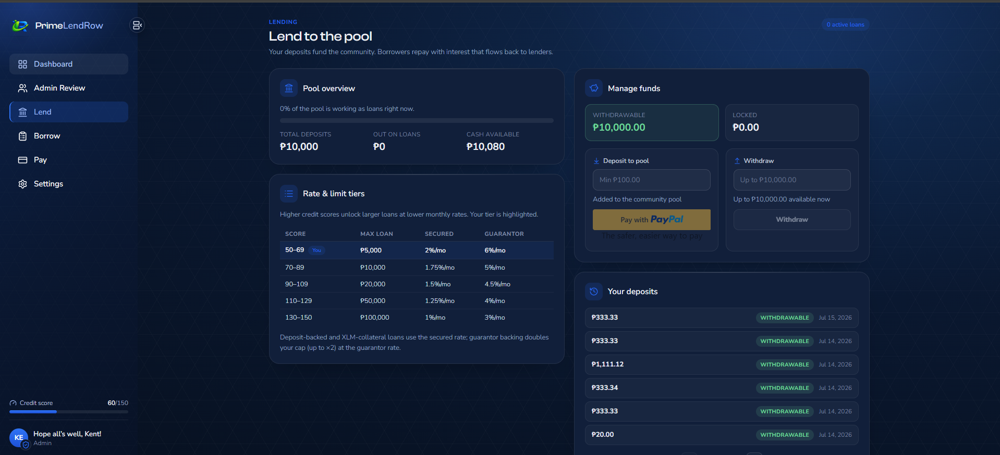 PrimeLendRow
Dashboard
Admin Review
Lend
Borrow
Pay
Settings
Credit score
60/150
KE
Hope all's well, Kent!
Admin
LENDING
Lend to the pool
Your deposits fund the community. Borrowers repay with interest that flows back to lenders.
0 active loans
Pool overview
0% of the pool is working as loans right now.
TOTAL DEPOSITS OUT ON LOANS CASH AVAILABLE
₱10,000 ₱0 ₱10,080
Rate & limit tiers
Higher credit scores unlock larger loans at lower monthly rates. Your tier is highlighted.
SCORE MAX LOAN SECURED GUARANTOR
50–69 You ₱5,000 2%/mo 6%/mo
70–89 ₱10,000 1.75%/mo 5%/mo
90–109 ₱20,000 1.5%/mo 4.5%/mo
110–129 ₱50,000 1.25%/mo 4%/mo
130–150 ₱100,000 1%/mo 3%/mo
Deposit-backed and XLM-collateral loans use the secured rate; guarantor backing doubles
your cap (up to ×2) at the guarantor rate.
Manage funds
WITHDRAWABLE
₱10,000.00
LOCKED
₱0.00
Deposit to pool
Min ₱100.00
Added to the community pool
Pay with PayPal
The safer, easier way to pay
Withdraw
Up to ₱10,000.00
Up to ₱10,000.00 available now
Withdraw
Your deposits
₱333.33 WITHDRAWABLE Jul 15, 2026
₱333.33 WITHDRAWABLE Jul 14, 2026
₱1,111.12 WITHDRAWABLE Jul 14, 2026
₱333.34 WITHDRAWABLE Jul 14, 2026
₱333.33 WITHDRAWABLE Jul 14, 2026
₱20.00 WITHDRAWABLE Jul 14, 2026